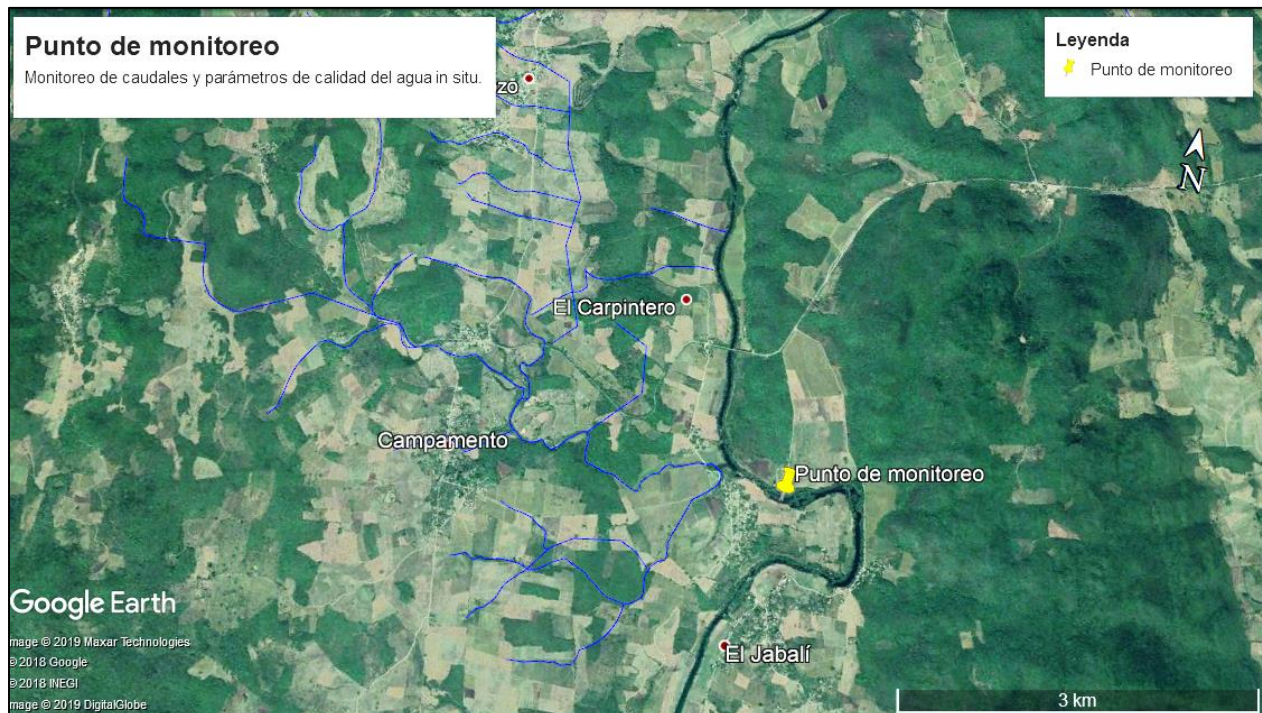 Punto de monitoreo
Monitoreo de caudales y parámetros de calidad del agua in situ.
Leyenda
Punto de monitoreo
zó
N
El Carpintero
Campamento
Punto de monitoreo
El Jabalí
Google Earth
mage © 2019 Maxar Technologies
© 2018 Google
© 2018 INEGI
mage © 2019 DigitalGlobe
3 km